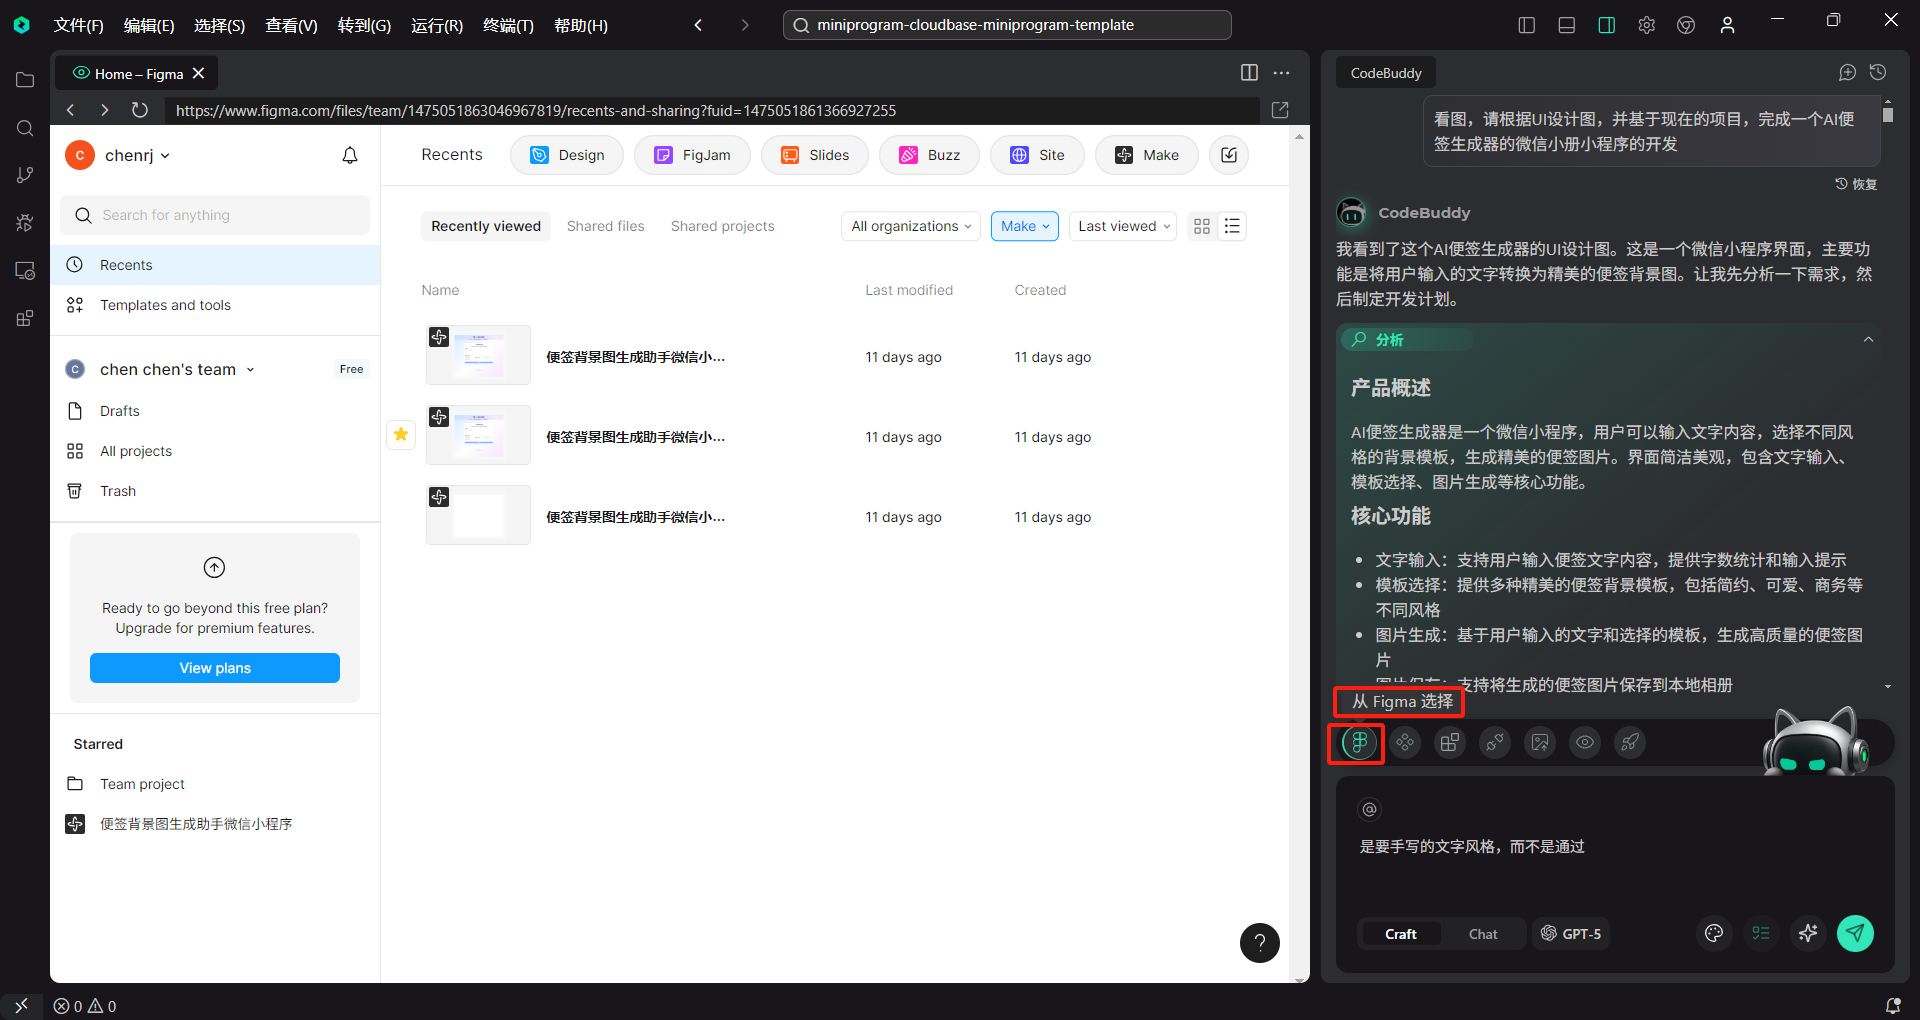 文件(F) 编辑(E) 选择(S) 查看(V) 转到(G) 运行(R) 终端(T) 帮助(H)
miniprogram-cloudbase-miniprogram-template
Home – Figma
https://www.figma.com/files/team/1475051863046967819/recents-and-sharing?fuid=1475051861366927255
C chenrj
Search for anything
Recents
Templates and tools
C chen chen's team Free
Drafts
All projects
Trash
Ready to go beyond this free plan?
Upgrade for premium features.
View plans
Starred
Team project
便签背景图生成助手微信小程序
Recents Design FigJam Slides Buzz Site Make
Recently viewed Shared files Shared projects All organizations Make Last viewed
Name Last modified Created
便签背景图生成助手微信小... 11 days ago 11 days ago
便签背景图生成助手微信小... 11 days ago 11 days ago
便签背景图生成助手微信小... 11 days ago 11 days ago
?
CodeBuddy
看图，请根据UI设计图，并基于现在的项目，完成一个AI便
签生成器的微信小册小程序的开发
恢复
CodeBuddy
我看到了这个AI便签生成器的UI设计图。这是一个微信小程序界面，主要功
能是将用户输入的文字转换为精美的便签背景图。让我先分析一下需求，然
后制定开发计划。
分析
产品概述
AI便签生成器是一个微信小程序，用户可以输入文字内容，选择不同风
格的背景模板，生成精美的便签图片。界面简洁美观，包含文字输入、
模板选择、图片生成等核心功能。
核心功能
• 文字输入：支持用户输入便签文字内容，提供字数统计和输入提示
• 模板选择：提供多种精美的便签背景模板，包括简约、可爱、商务等
不同风格
• 图片生成：基于用户输入的文字和选择的模板，生成高质量的便签图
片
图片保存：支持将生成的便签图片保存到本地相册
从 Figma 选择
@
是要手写的文字风格，而不是通过
Craft Chat GPT-5
0 0